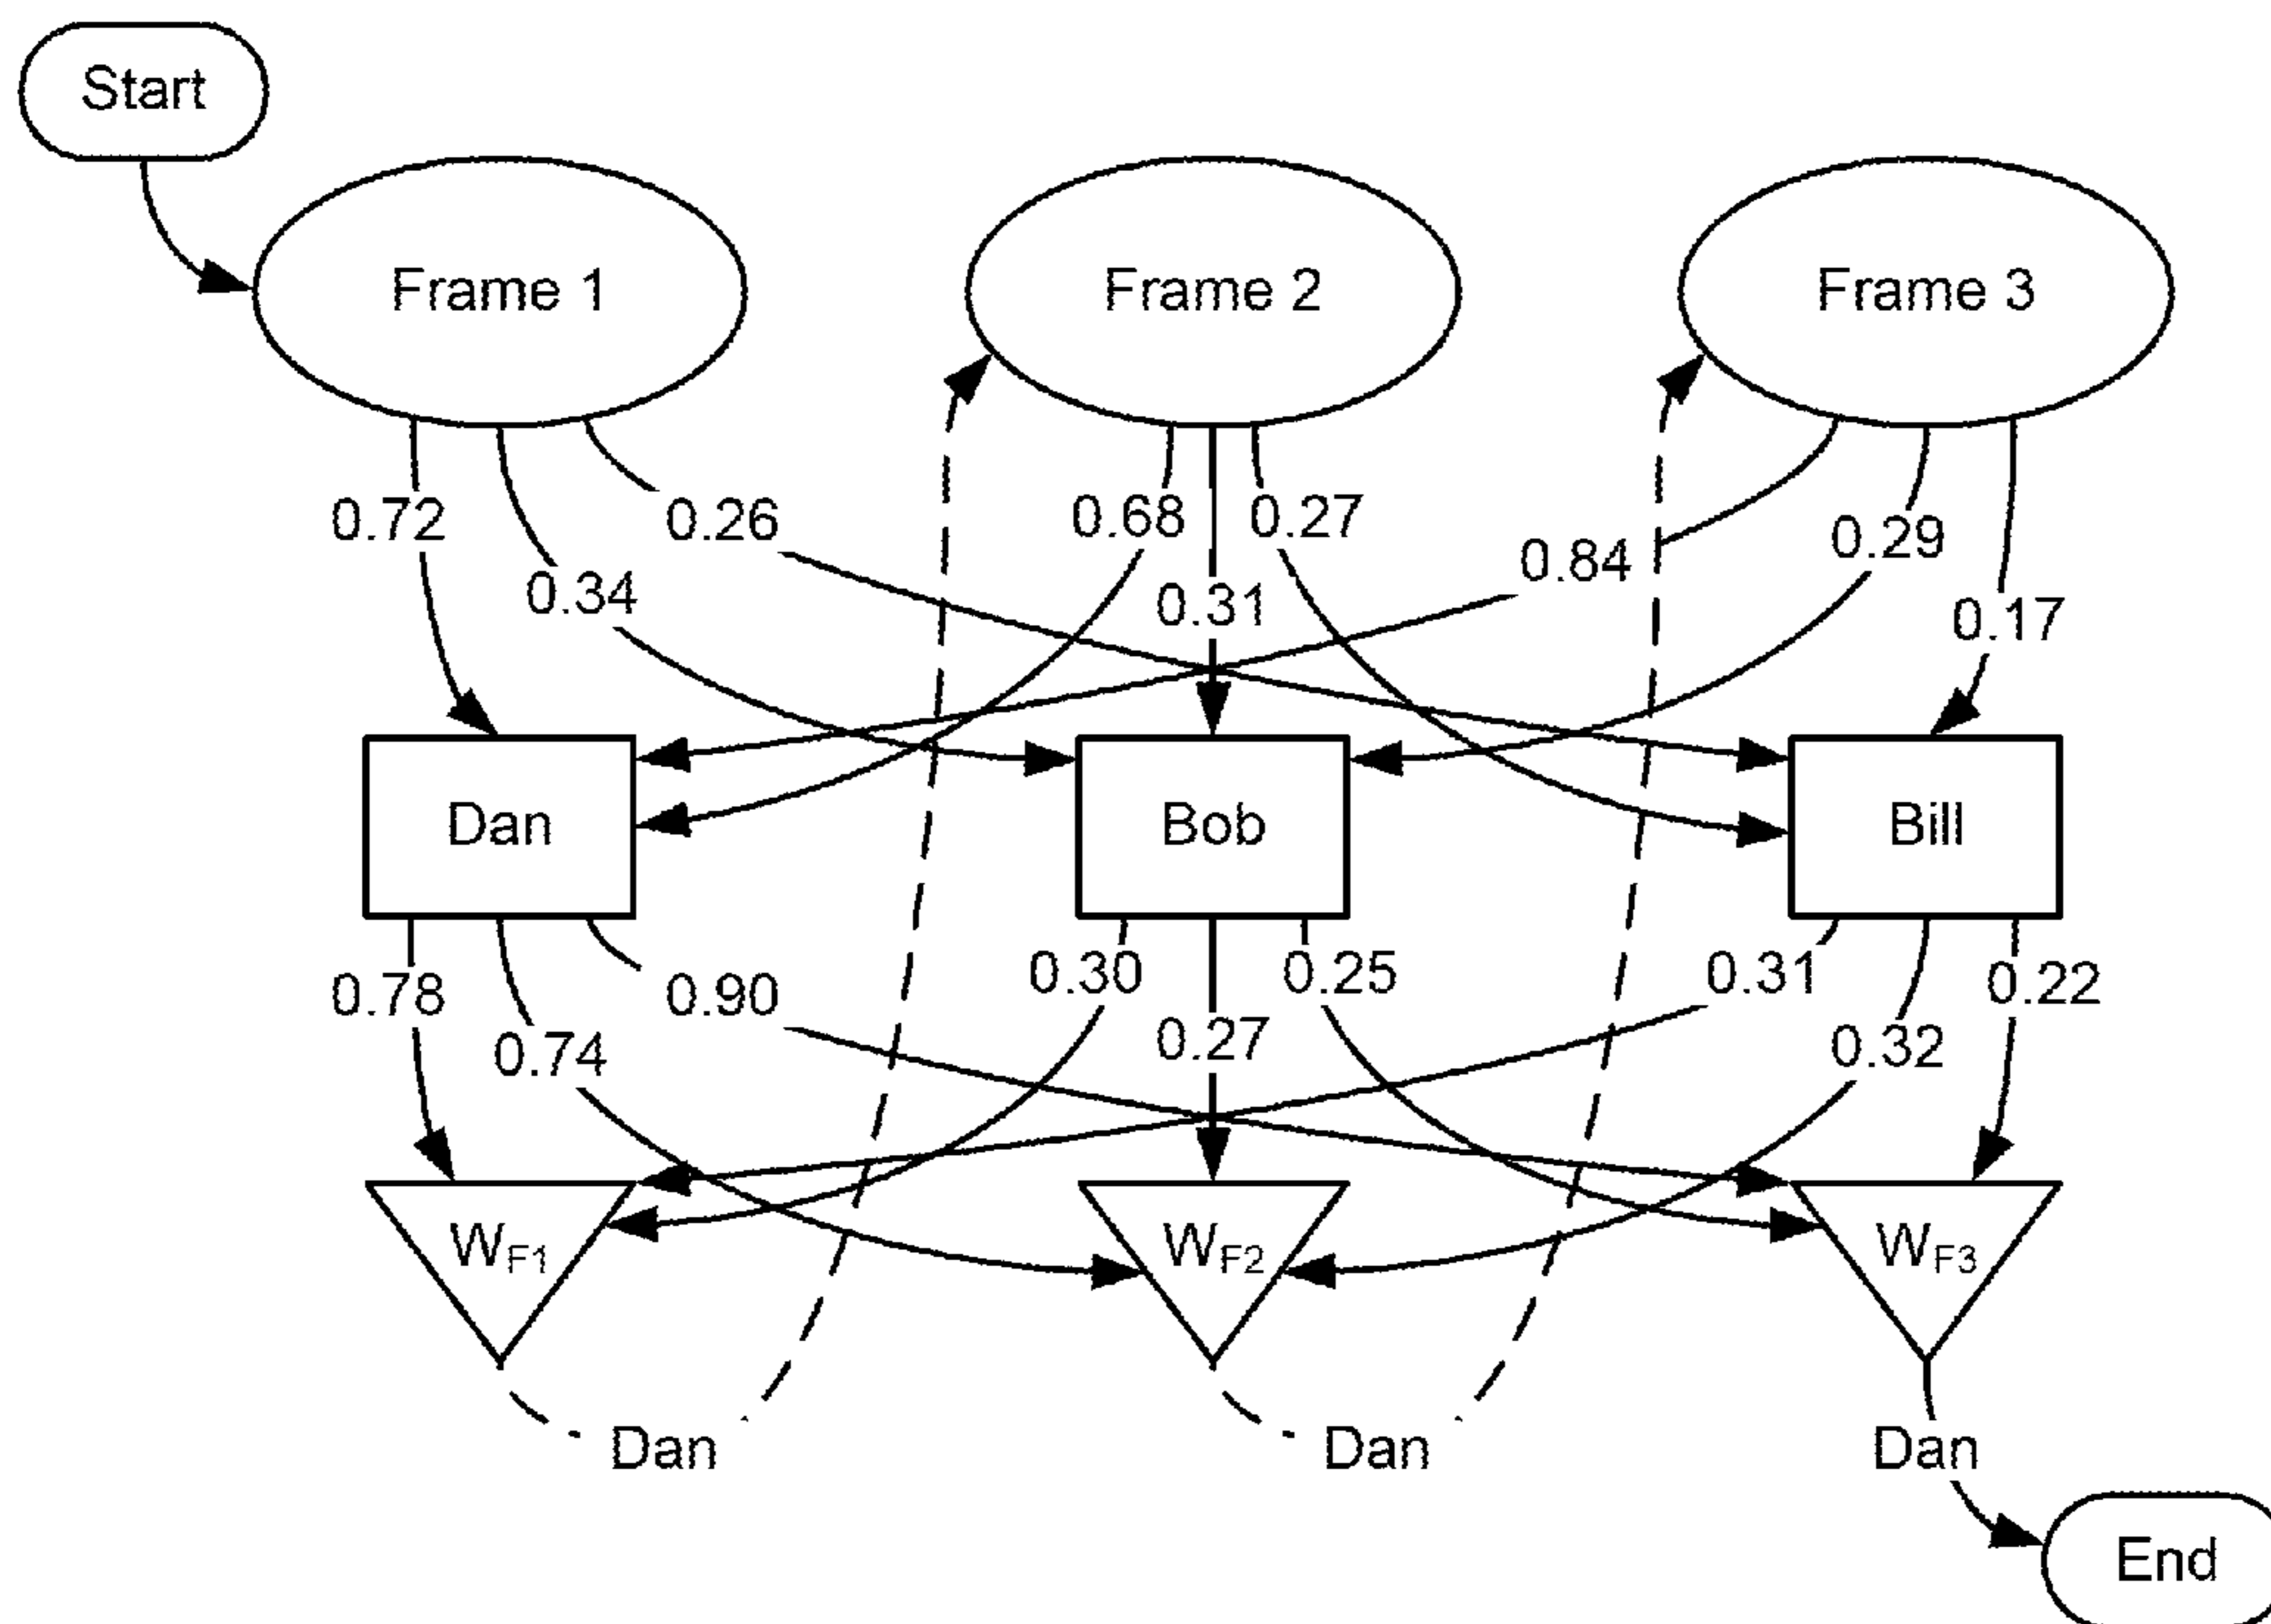 Start
Frame 1
Frame 2
Frame 3
0.72
0.34
0.26
0.68
0.31
0.27
0.84
0.29
0.17
Dan
Bob
Bill
0.78
0.74
0.90
0.30
0.27
0.25
0.31
0.32
0.22
WF1
WF2
WF3
Dan
Dan
Dan
End